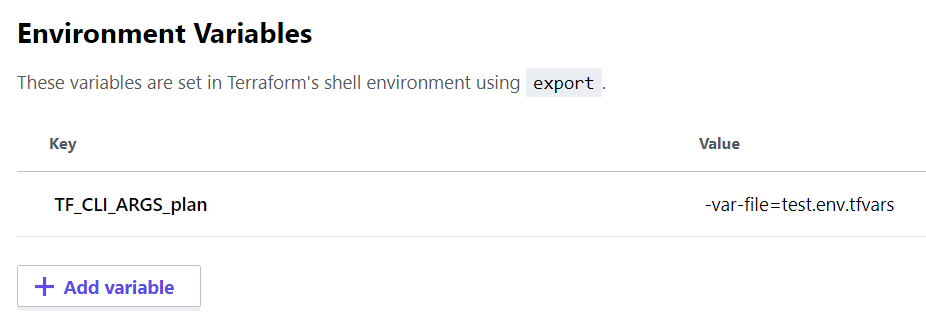 Environment Variables
These variables are set in Terraform's shell environment using export.
Key Value
TF_CLI_ARGS_plan -var-file=test.env.tfvars
+ Add variable